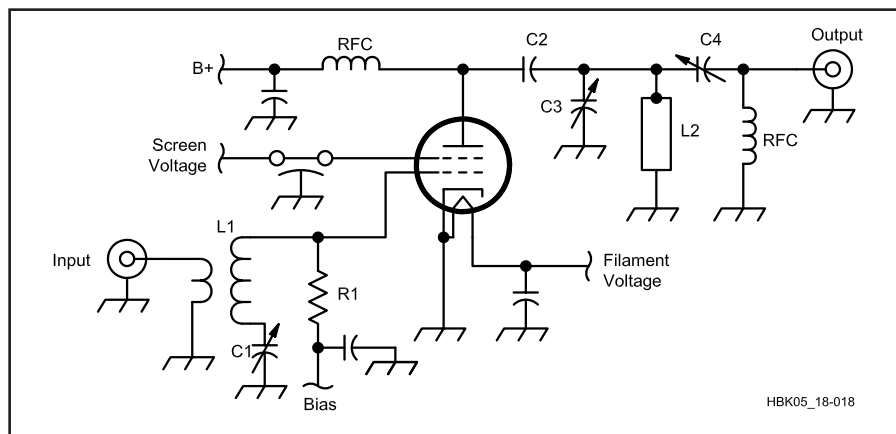 RFC
C2
C4
Output
B+
C3
L2
RFC
Screen
Voltage
L1
Input
R1
C1
Filament
Voltage
Bias
HBK05_18-018